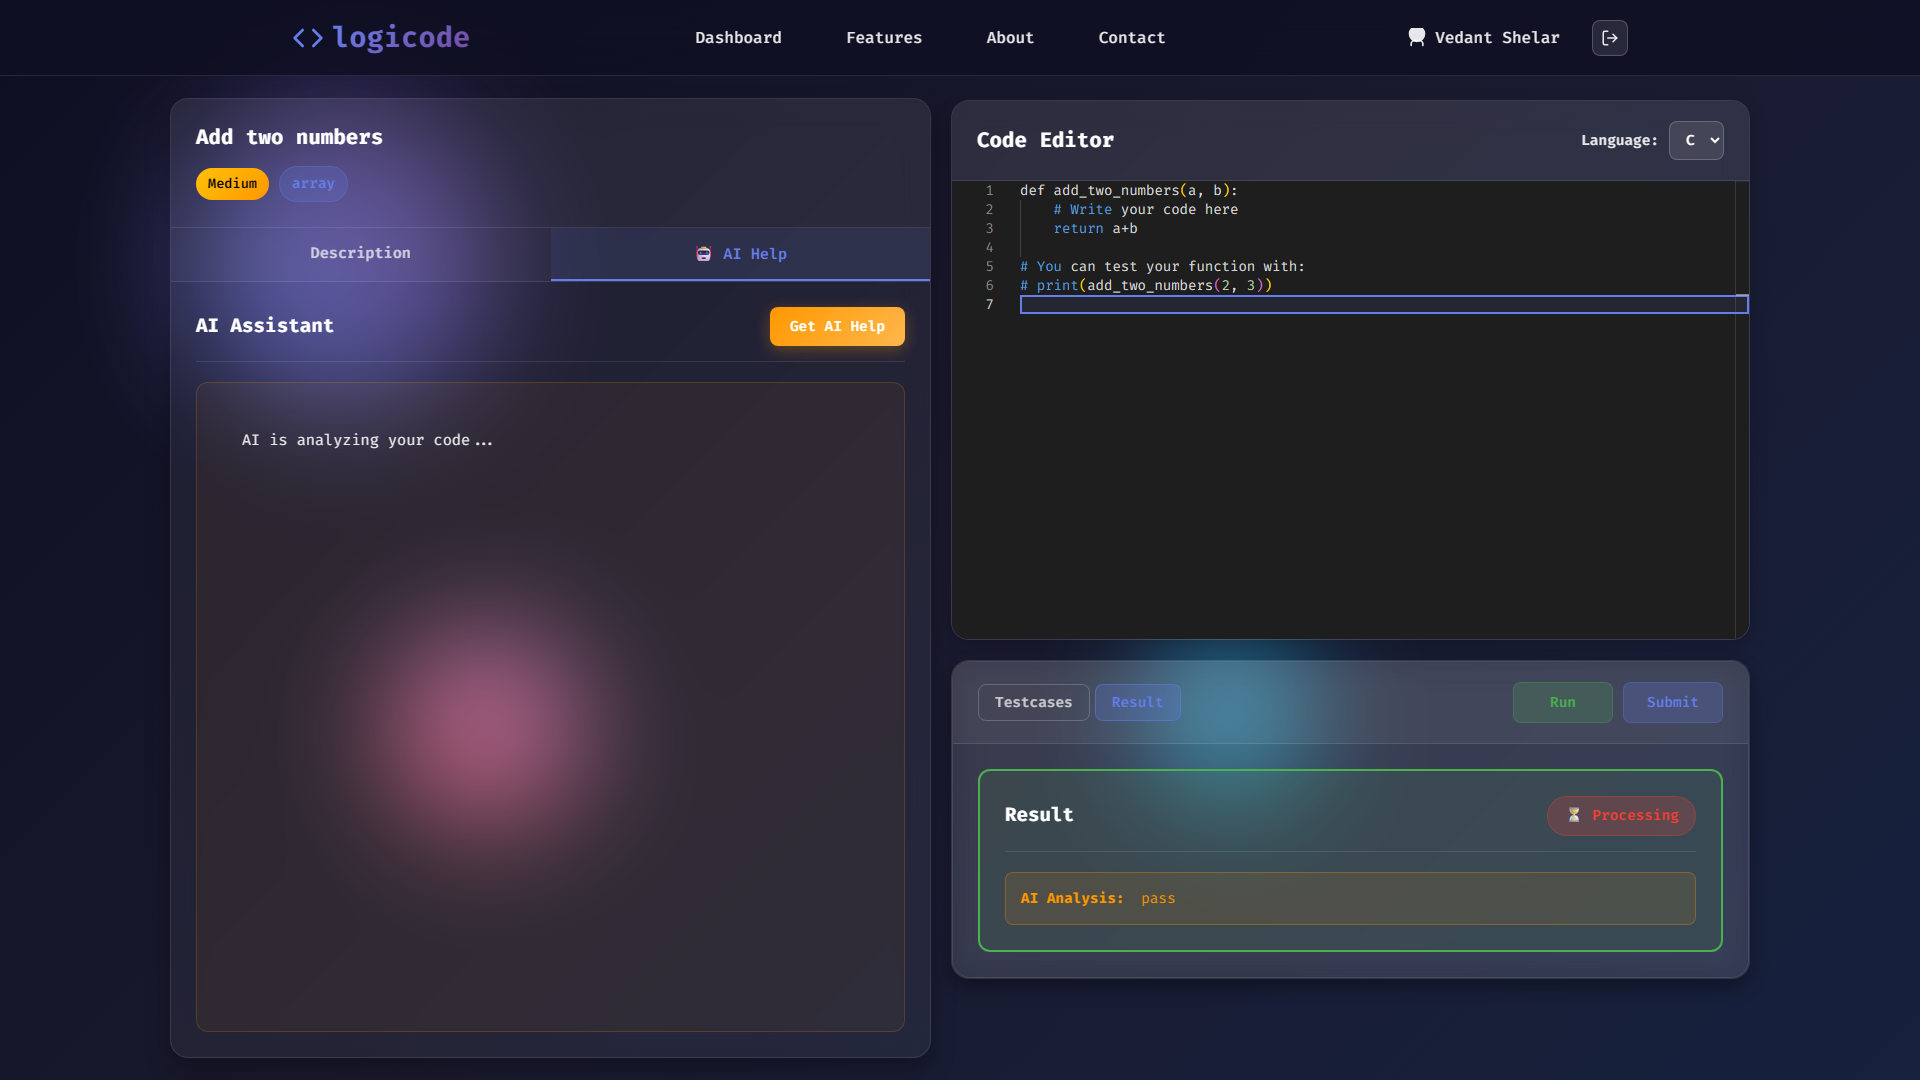 <> logicode
Dashboard
Features
About
Contact
Vedant Shelar
Add two numbers
Medium
array
Description
AI Help
AI Assistant
Get AI Help
AI is analyzing your code...
Code Editor
Language:
C
1 def add_two_numbers(a, b):
2     # Write your code here
3     return a+b
4
5 # You can test your function with:
6 # print(add_two_numbers(2, 3))
7
Testcases
Result
Run
Submit
Result
⏳ Processing
AI Analysis: pass